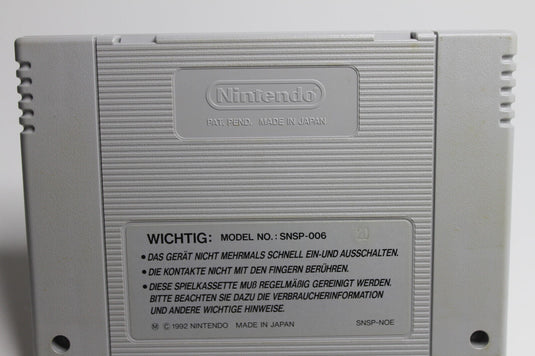 Nintendo
PAT. PEND. MADE IN JAPAN.
WICHTIG: MODEL NO.: SNSP-006
• DAS GERÄT NICHT MEHRMALS SCHNELL EIN-UND AUSSCHALTEN.
• DIE KONTAKTE NICHT MIT DEN FINGERN BERÜHREN.
• DIESE SPIELKASSETTE MUß REGELMÄßIG GEREINIGT WERDEN.
BITTE BEACHTEN SIE DAZU DIE VERBRAUCHERINFORMATION
UND ANDERE WICHTIGE HINWEISE.
Ⓜ © 1992 NINTENDO MADE IN JAPAN SNSP-NOE